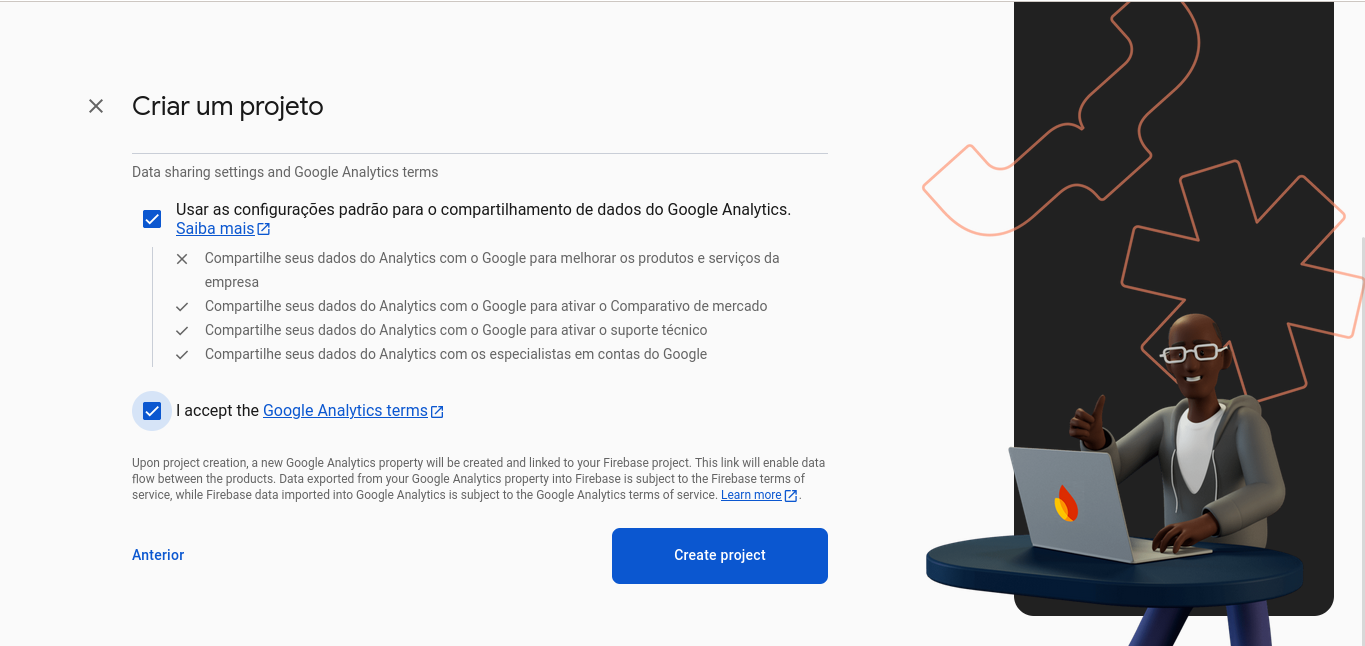 Criar um projeto
Data sharing settings and Google Analytics terms
Usar as configurações padrão para o compartilhamento de dados do Google Analytics.
Saiba mais
Compartilhe seus dados do Analytics com o Google para melhorar os produtos e serviços da
empresa
Compartilhe seus dados do Analytics com o Google para ativar o Comparativo de mercado
Compartilhe seus dados do Analytics com o Google para ativar o suporte técnico
Compartilhe seus dados do Analytics com os especialistas em contas do Google
I accept the Google Analytics terms
Upon project creation, a new Google Analytics property will be created and linked to your Firebase project. This link will enable data
flow between the products. Data exported from your Google Analytics property into Firebase is subject to the Firebase terms of
service, while Firebase data imported into Google Analytics is subject to the Google Analytics terms of service. Learn more.
Anterior
Create project